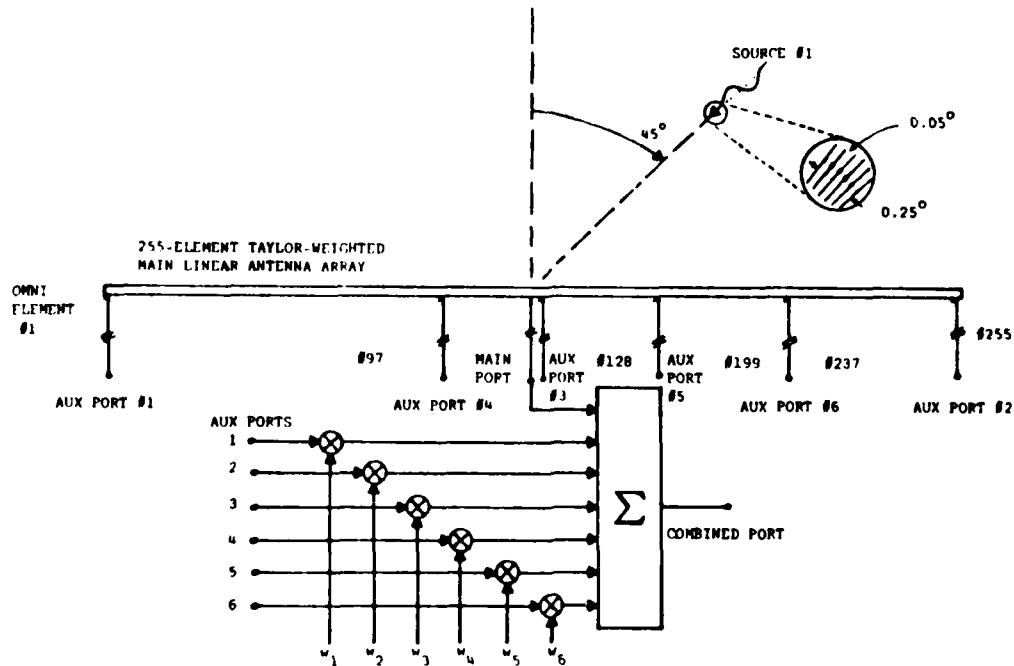 SOURCE #1
45°
0.05°
0.25°
255-ELEMENT TAYLOR-WEIGHTED
MAIN LINEAR ANTENNA ARRAY
OMNI
ELEMENT
#1
#97
MAIN
PORT
AUX
PORT
#3
#128
AUX
PORT
#5
#199
#237
#255
AUX PORT #1
AUX PORT #4
AUX PORT #6
AUX PORT #2
AUX PORTS
1
2
3
4
5
6
Σ
COMBINED PORT
w1
w2
w3
w4
w5
w6